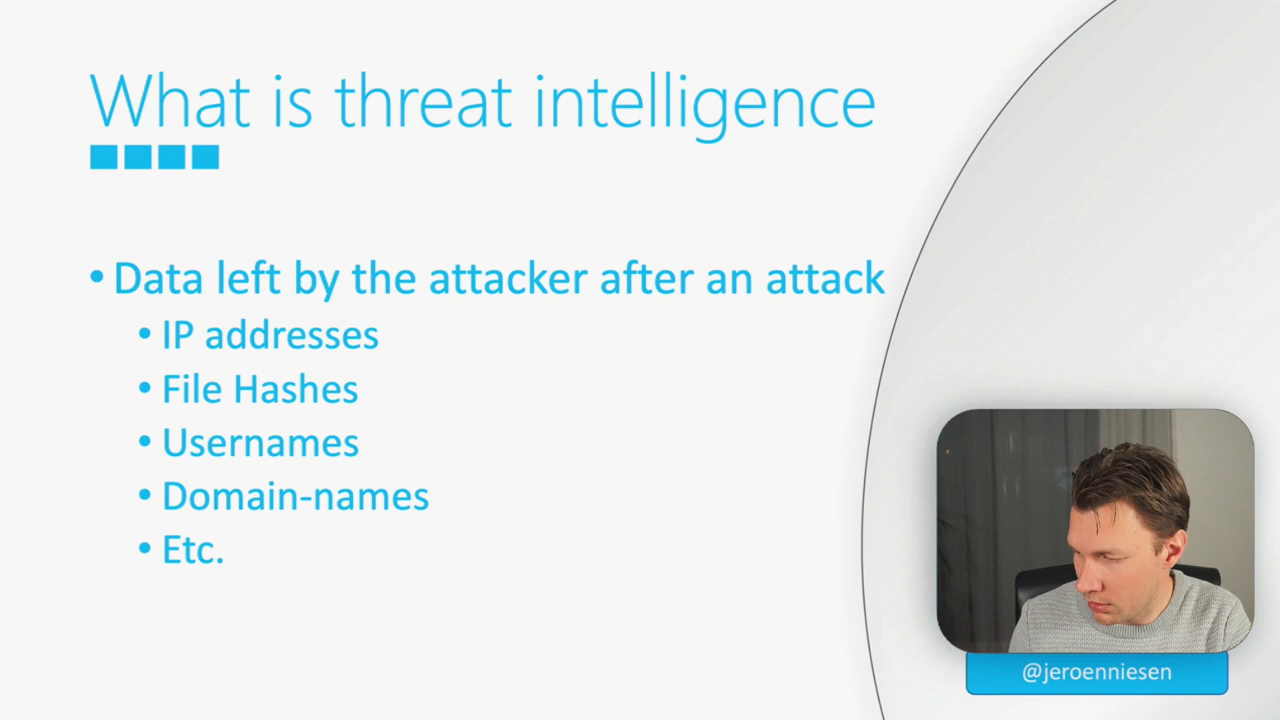 What is threat intelligence
• Data left by the attacker after an attack
• IP addresses
• File Hashes
• Usernames
• Domain-names
• Etc.
@jeroenniesen